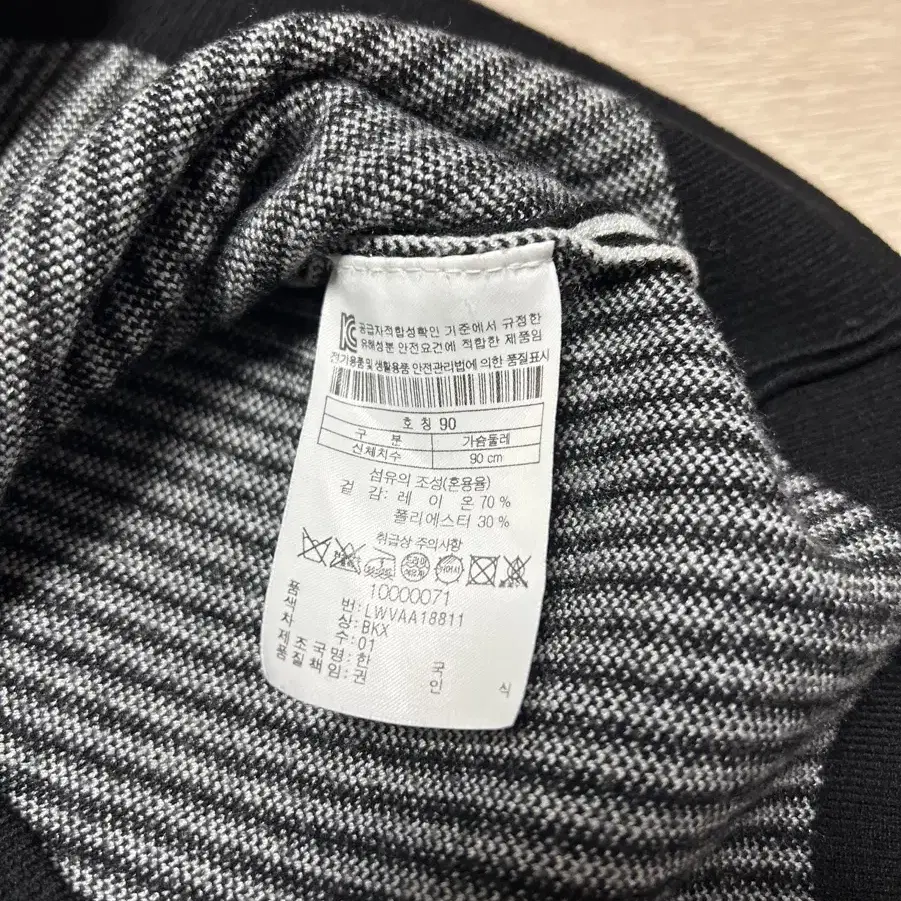 공급자적합성확인 기준에서 규정한
유해성분 안전요건에 적합한 제품임
전기용품 및 생활용품 안전관리법에 의한 품질표시
호 칭 90
구 분 가슴둘레
신체치수 90 cm
섬유의 조성(혼용율)
겉 감: 레 이 온 70 %
폴리에스터 30 %
취급상 주의사항
드라이
10000071
품 번: LWVAA18811
색 상: BKX
차 수: 01
제 조 국 명: 한 국
품 질 책 임: 권 인 식